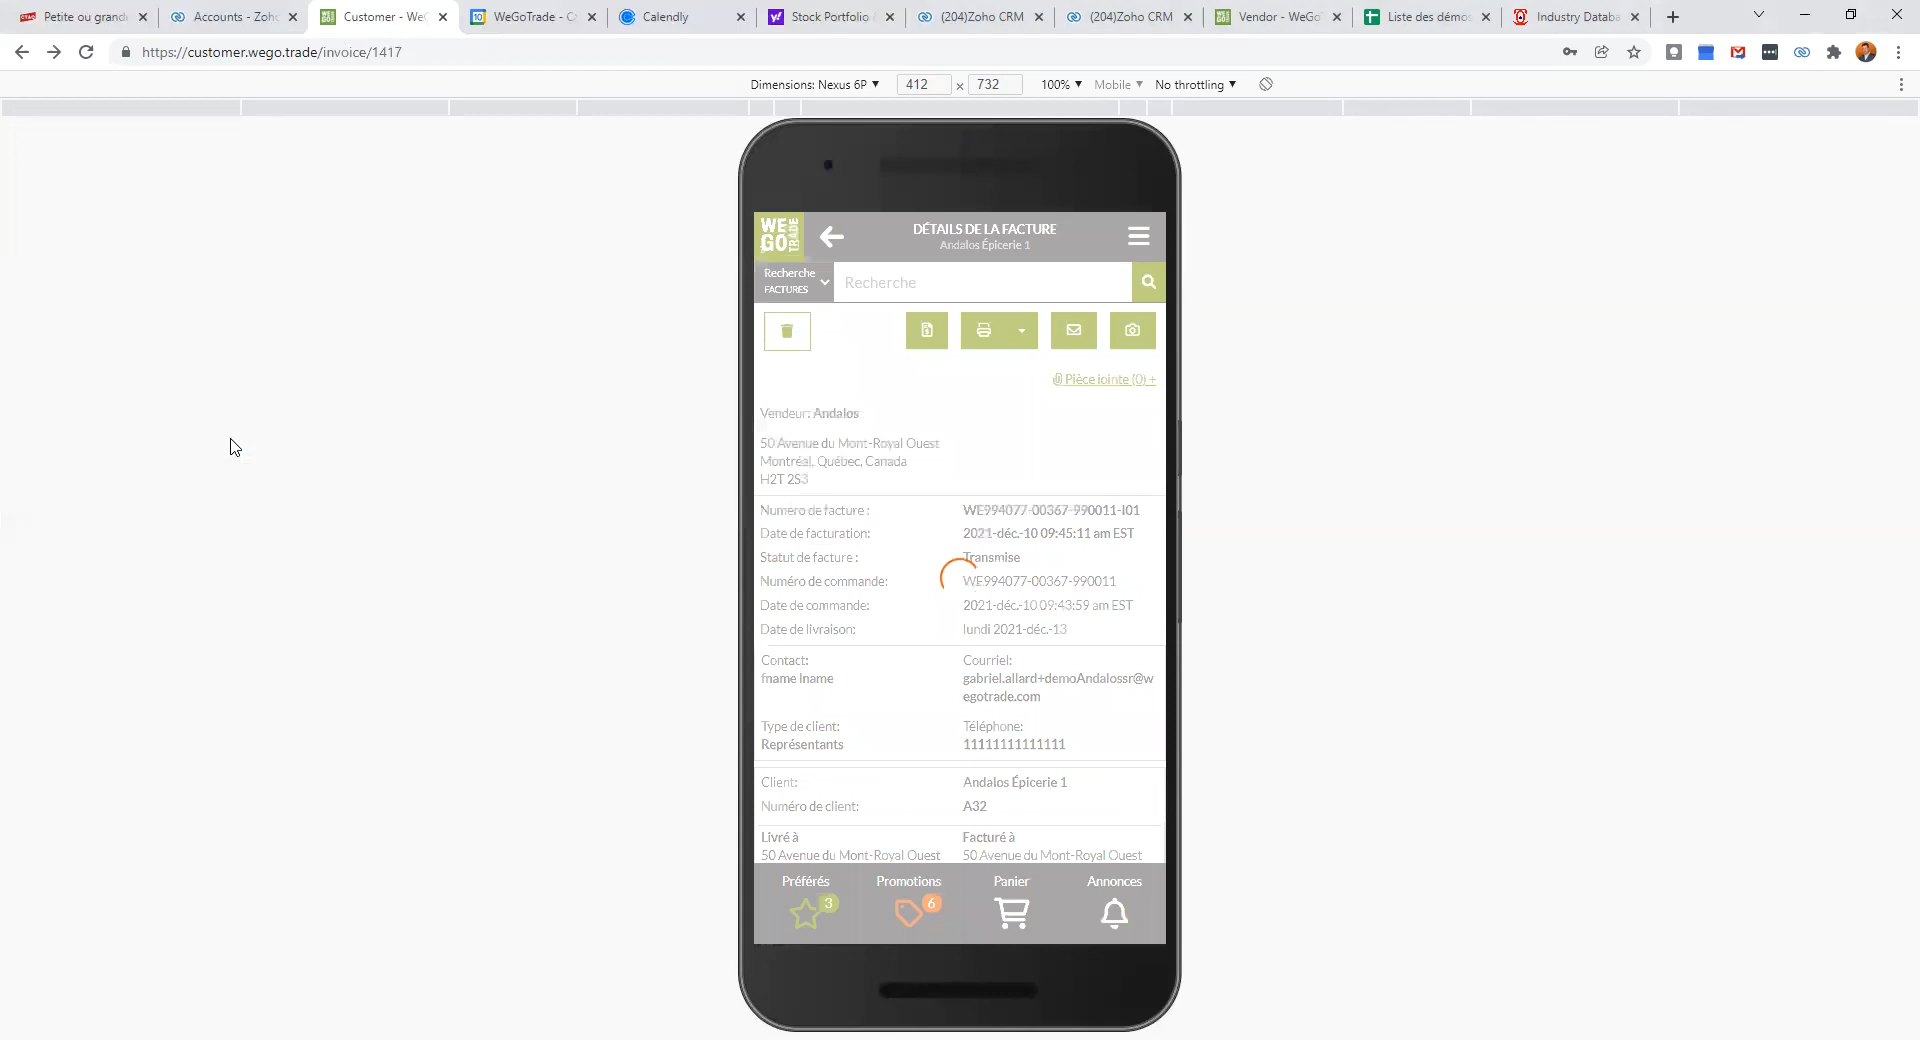 Petite ou grand
Accounts - Zoho
Customer - WeG
WeGoTrade - Ca
Calendly
Stock Portfolio
(204)Zoho CRM
(204)Zoho CRM
Vendor - WeGo
Liste des démos
Industry Databa
https://customer.wego.trade/invoice/1417
Dimensions: Nexus 6P ▼ 412 × 732 100% ▼ Mobile ▼ No throttling ▼
WE GO TRADE
DÉTAILS DE LA FACTURE
Andalos Épicerie 1
Recherche
FACTURES
Recherche
Pièce jointe (0) +
Vendeur : Andalos
50 Avenue du Mont-Royal Ouest
Montréal, Québec, Canada
H2T 2S3
Numéro de facture : WE994077-00367-990011-I01
Date de facturation: 2021-déc.-10 09:45:11 am EST
Statut de facture : Transmise
Numéro de commande: WE994077-00367-990011
Date de commande: 2021-déc.-10 09:43:59 am EST
Date de livraison: lundi 2021-déc.-13
Contact: Courriel:
fname lname gabriel.allard+demoAndalossr@w
egotrade.com
Type de client: Téléphone:
Représentants 11111111111111
Client: Andalos Épicerie 1
Numéro de client: A32
Livré à Facturé à
50 Avenue du Mont-Royal Ouest 50 Avenue du Mont-Royal Ouest
Préférés Promotions Panier Annonces
3 6